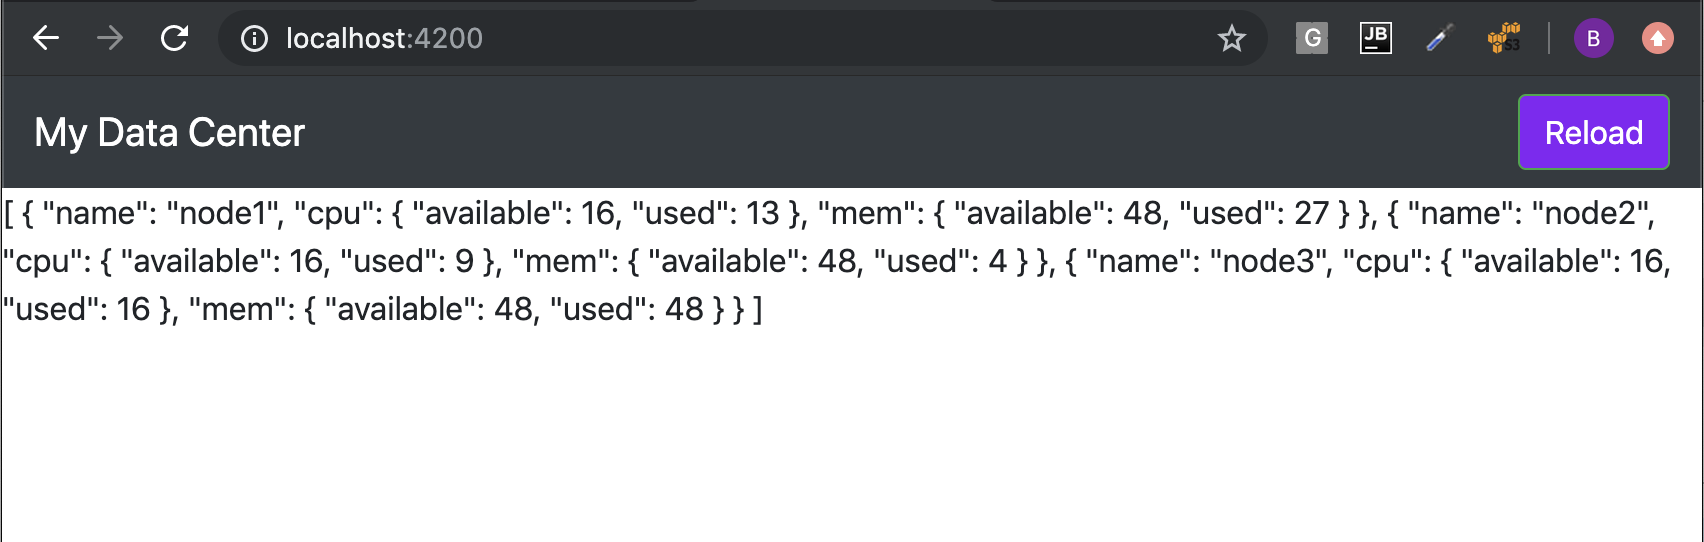 localhost:4200
G
JB
S3
B
My Data Center
Reload
[ { "name": "node1", "cpu": { "available": 16, "used": 13 }, "mem": { "available": 48, "used": 27 } }, { "name": "node2",
"cpu": { "available": 16, "used": 9 }, "mem": { "available": 48, "used": 4 } }, { "name": "node3", "cpu": { "available": 16,
"used": 16 }, "mem": { "available": 48, "used": 48 } } ]